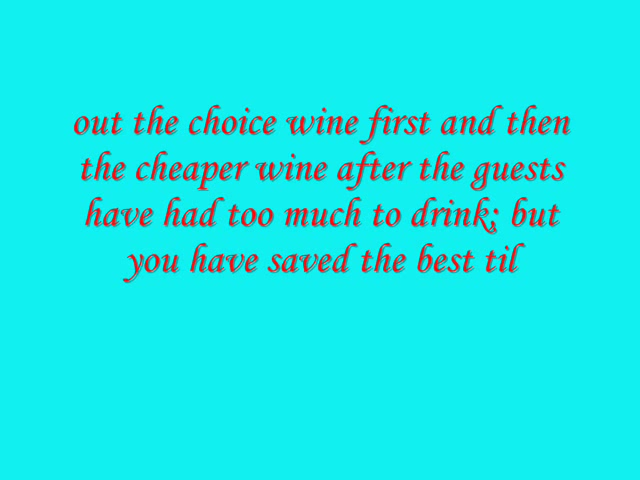 out the choice wine first and then
the cheaper wine after the guests
have had too much to drink; but
you have saved the best til